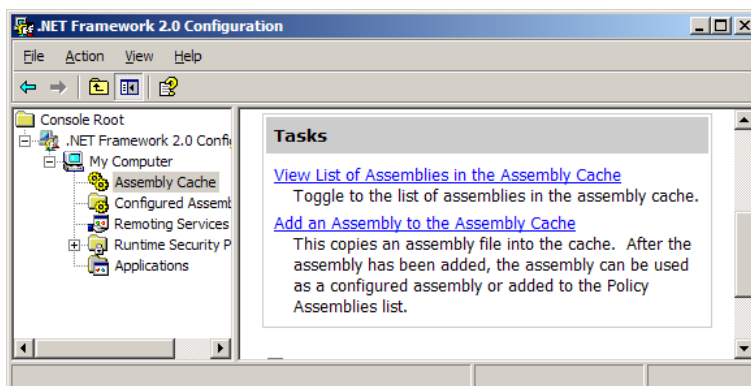 .NET Framework 2.0 Configuration
File Action View Help
Console Root
.NET Framework 2.0 Confi
My Computer
Assembly Cache
Configured Assemb
Remoting Services
Runtime Security P
Applications
Tasks
View List of Assemblies in the Assembly Cache
Toggle to the list of assemblies in the assembly cache.
Add an Assembly to the Assembly Cache
This copies an assembly file into the cache. After the
assembly has been added, the assembly can be used
as a configured assembly or added to the Policy
Assemblies list.